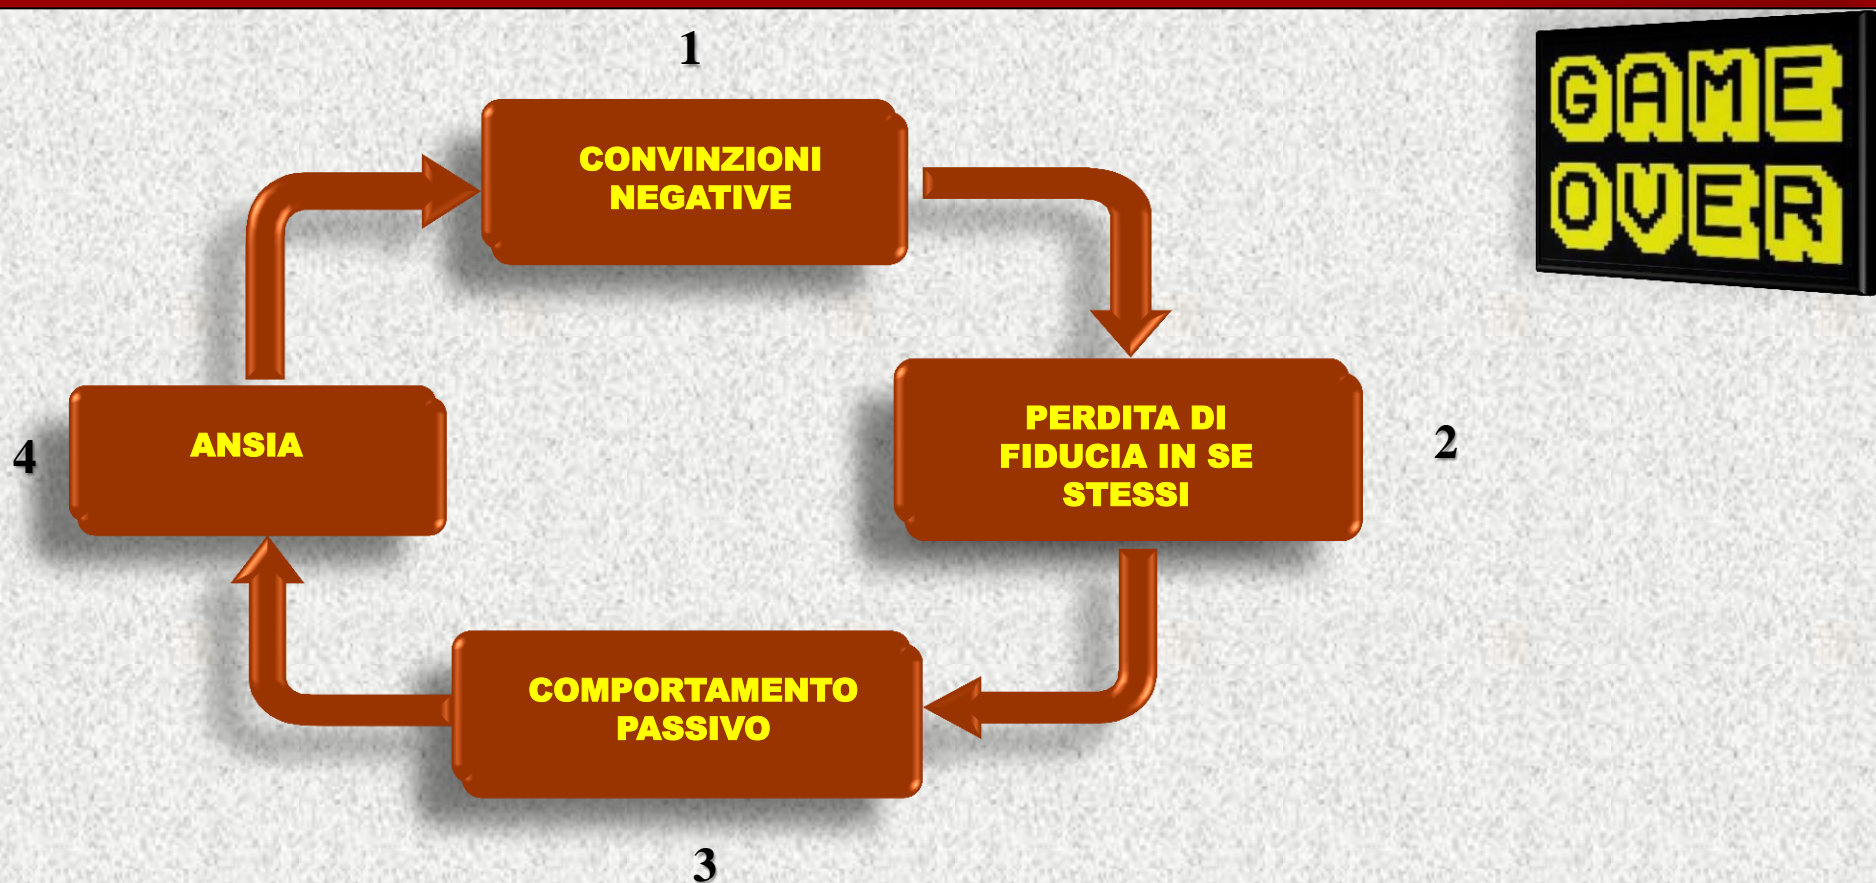 1
GAME
OVER
CONVINZIONI
NEGATIVE
PERDITA DI
FIDUCIA IN SE
STESSI
2
COMPORTAMENTO
PASSIVO
3
ANSIA
4